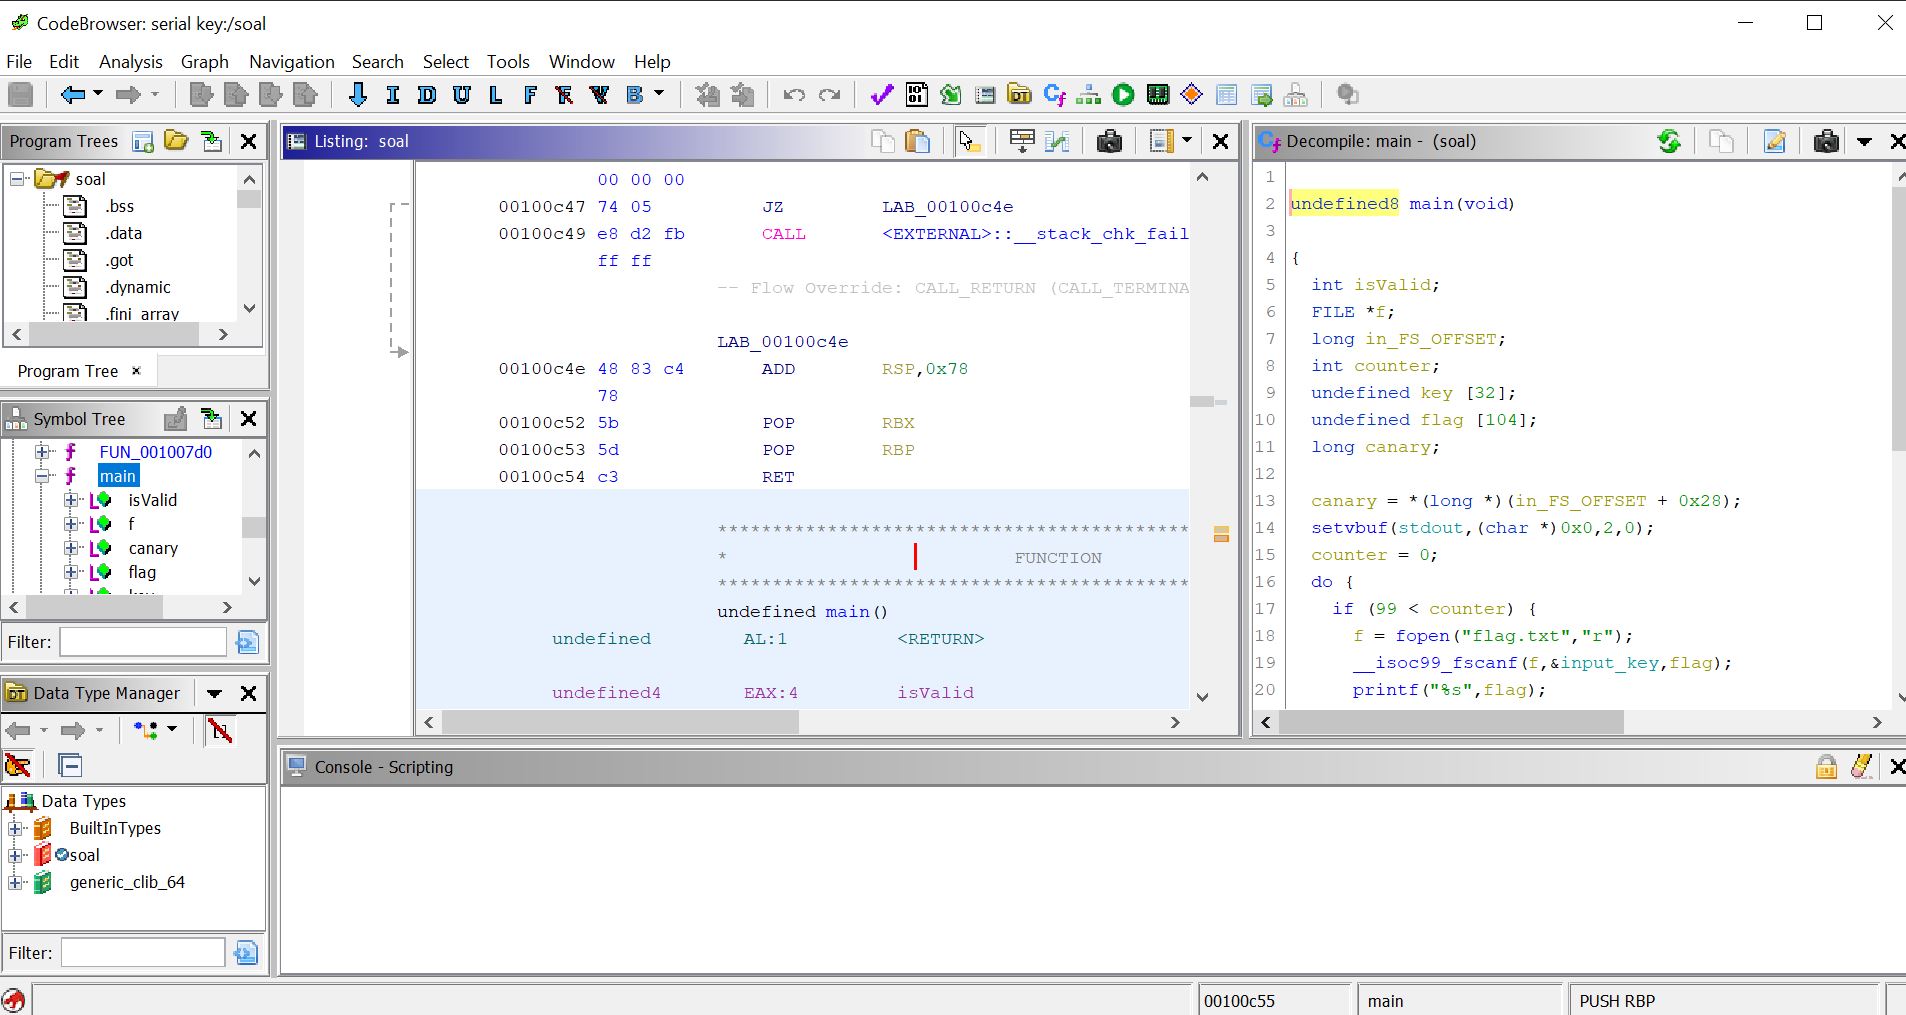 CodeBrowser: serial key:/soal
File Edit Analysis Graph Navigation Search Select Tools Window Help
I D U L F F V B
Program Trees
soal
.bss
.data
.got
.dynamic
.fini_array
Program Tree
Symbol Tree
FUN_001007d0
main
isValid
f
canary
flag
Filter:
Data Type Manager
Data Types
BuiltInTypes
soal
generic_clib_64
Filter:
Listing: soal
00 00 00
00100c47 74 05 JZ LAB_00100c4e
00100c49 e8 d2 fb CALL <EXTERNAL>::__stack_chk_fail
ff ff
-- Flow Override: CALL_RETURN (CALL_TERMINA
LAB_00100c4e
00100c4e 48 83 c4 ADD RSP,0x78
78
00100c52 5b POP RBX
00100c53 5d POP RBP
00100c54 c3 RET
*******************************************
* FUNCTION
*******************************************
undefined main()
undefined AL:1 <RETURN>
undefined4 EAX:4 isValid
Decompile: main - (soal)
1
2 undefined8 main(void)
3
4 {
5 int isValid;
6 FILE *f;
7 long in_FS_OFFSET;
8 int counter;
9 undefined key [32];
10 undefined flag [104];
11 long canary;
12
13 canary = *(long *)(in_FS_OFFSET + 0x28);
14 setvbuf(stdout,(char *)0x0,2,0);
15 counter = 0;
16 do {
17 if (99 < counter) {
18 f = fopen("flag.txt","r");
19 __isoc99_fscanf(f,&input_key,flag);
20 printf("%s",flag);
Console - Scripting
00100c55 main PUSH RBP